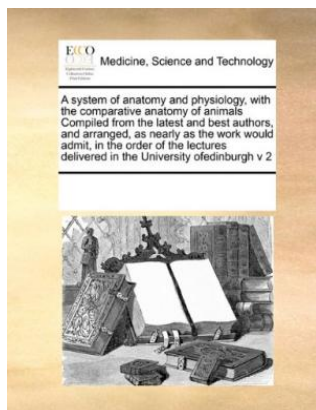 ECCO
Medicine, Science and Technology
A system of anatomy and physiology, with
the comparative anatomy of animals
Compiled from the latest and best authors,
and arranged, as nearly as the work would
admit, in the order of the lectures
delivered in the University ofedinburgh v 2